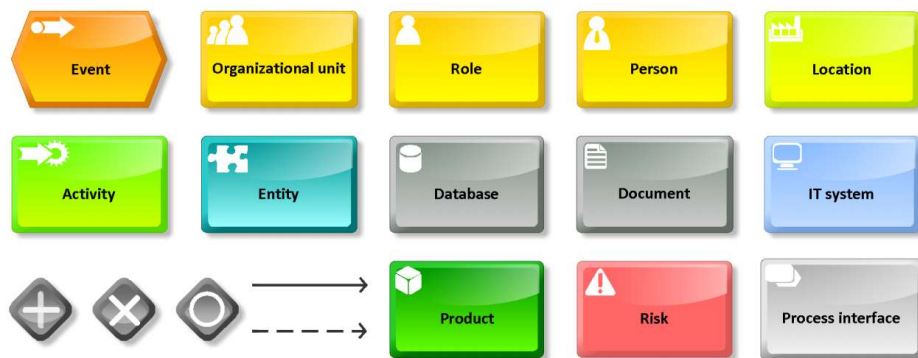 Event
Organizational unit
Role
Person
Location
Activity
Entity
Database
Document
IT system
Product
Risk
Process interface